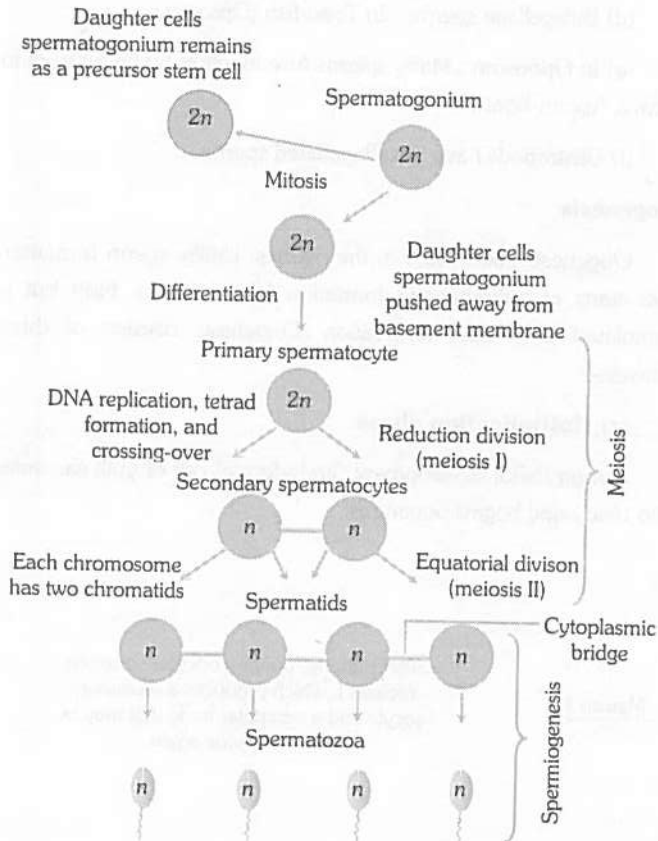 Daughter cells
spermatogonium remains
as a precursor stem cell
Spermatogonium
2n
2n
Mitosis
2n
Daughter cells
spermatogonium
pushed away from
basement membrane
Differentiation
Primary spermatocyte
2n
DNA replication, tetrad
formation, and
crossing-over
Reduction division
(meiosis I)
Meiosis
Secondary spermatocytes
n
n
Each chromosome
has two chromatids
Equatorial divison
(meiosis II)
Spermatids
Cytoplasmic
bridge
n
n
n
n
Spermatozoa
Spermiogenesis
n
n
n
n